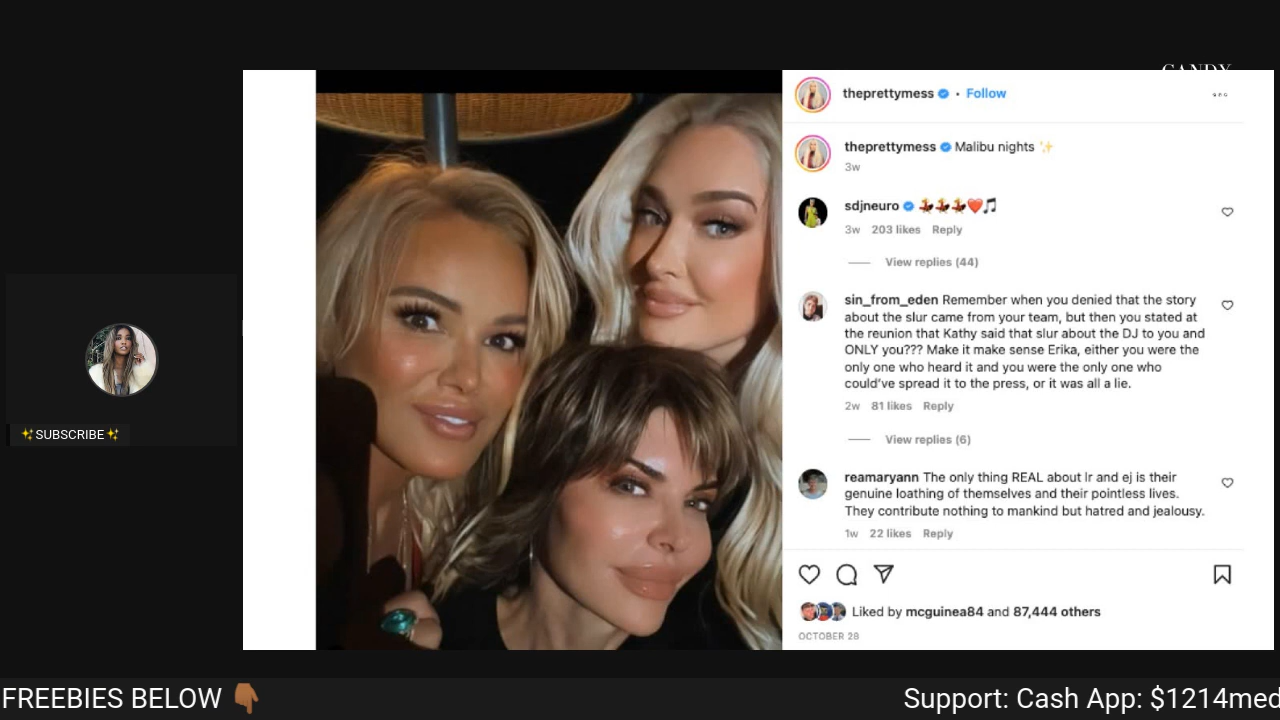 CANDY
theprettymess • Follow
theprettymess Malibu nights ✨
3w
sdjneuro 💃💃💃❤️🎵
3w 203 likes Reply
View replies (44)
sin_from_eden Remember when you denied that the story
about the slur came from your team, but then you stated at
the reunion that Kathy said that slur about the DJ to you and
ONLY you??? Make it make sense Erika, either you were the
only one who heard it and you were the only one who
could've spread it to the press, or it was all a lie.
2w 81 likes Reply
View replies (6)
reamaryann The only thing REAL about lr and ej is their
genuine loathing of themselves and their pointless lives.
They contribute nothing to mankind but hatred and jealousy.
1w 22 likes Reply
Liked by mcguinea84 and 87,444 others
OCTOBER 28
✨SUBSCRIBE✨
FREEBIES BELOW 👇🏾
Support: Cash App: $1214med